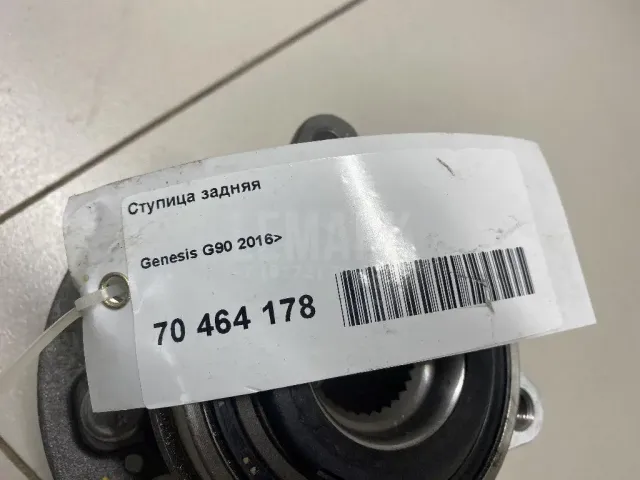 Ступица задняя
Genesis G90 2016>
70 464 178